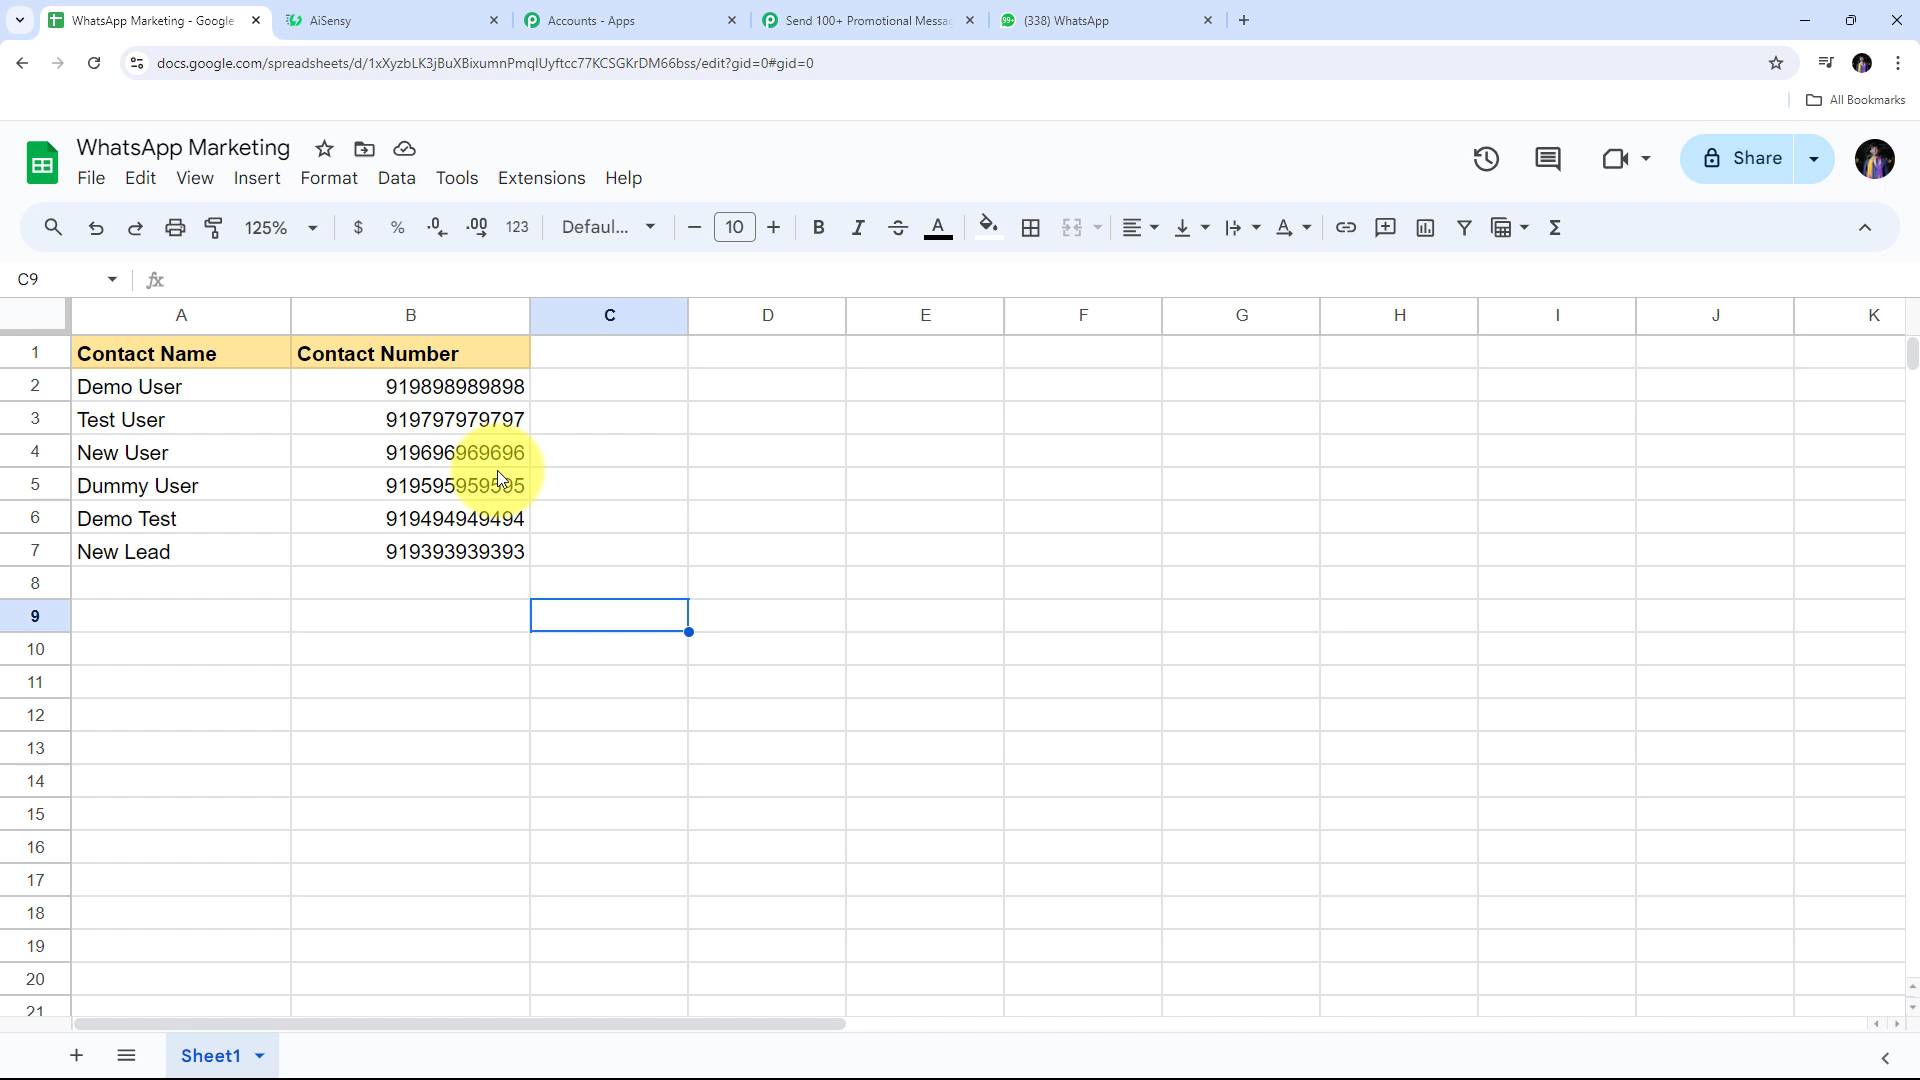 WhatsApp Marketing - Google
AiSensy
Accounts - Apps
Send 100+ Promotional Messag
(338) WhatsApp
docs.google.com/spreadsheets/d/1xXyzbLK3jBuXBixumnPmqlUyftcc77KCSGKrDM66bss/edit?gid=0#gid=0
All Bookmarks
WhatsApp Marketing
File Edit View Insert Format Data Tools Extensions Help
Share
125% $ % .0 .00 123 Defaul... 10 B I A
C9
A B C D E F G H I J K
1 Contact Name Contact Number
2 Demo User 919898989898
3 Test User 919797979797
4 New User 919696969696
5 Dummy User 919595959595
6 Demo Test 919494949494
7 New Lead 919393939393
8
9
10
11
12
13
14
15
16
17
18
19
20
21
Sheet1